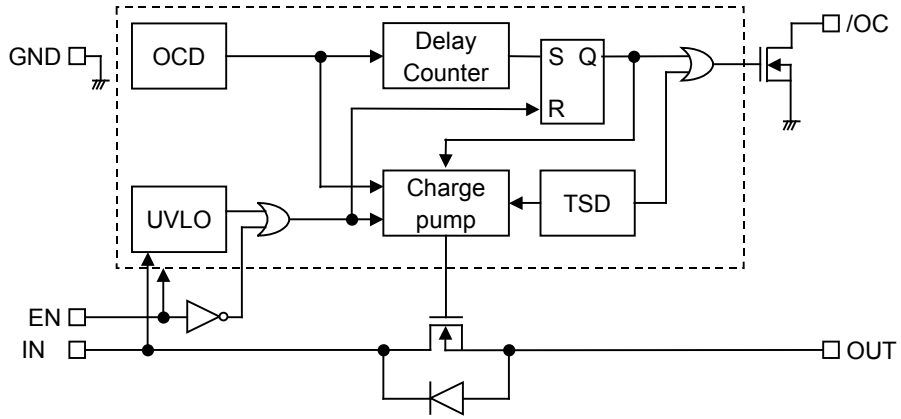 GND
OCD
Delay
Counter
S Q
R
/OC
UVLO
Charge
pump
TSD
EN
IN
OUT